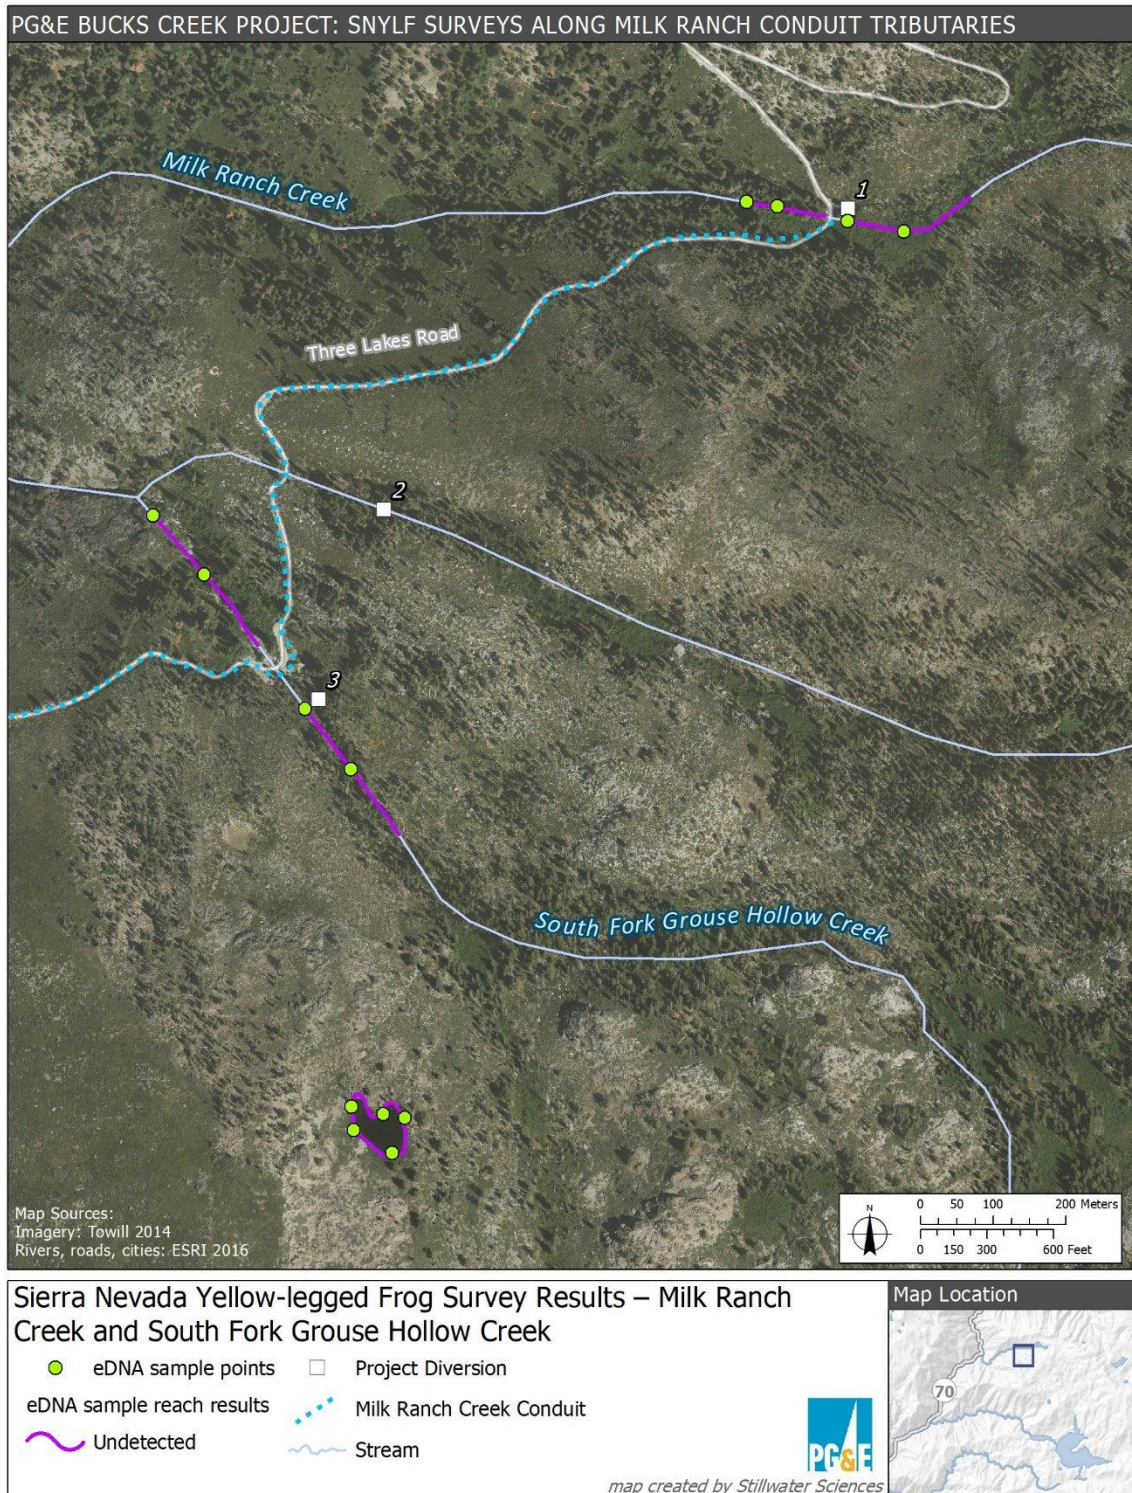 PG&E BUCKS CREEK PROJECT: SNYLF SURVEYS ALONG MILK RANCH CONDUIT TRIBUTARIES
Milk Ranch Creek
1
Three Lakes Road
2
3
South Fork Grouse Hollow Creek
Map Sources:
Imagery: Towill 2014
Rivers, roads, cities: ESRI 2016
N
0 50 100 200 Meters
0 150 300 600 Feet
Sierra Nevada Yellow-legged Frog Survey Results – Milk Ranch
Creek and South Fork Grouse Hollow Creek
eDNA sample points
Project Diversion
eDNA sample reach results
Milk Ranch Creek Conduit
Undetected
Stream
PG&E
map created by Stillwater Sciences
Map Location
70